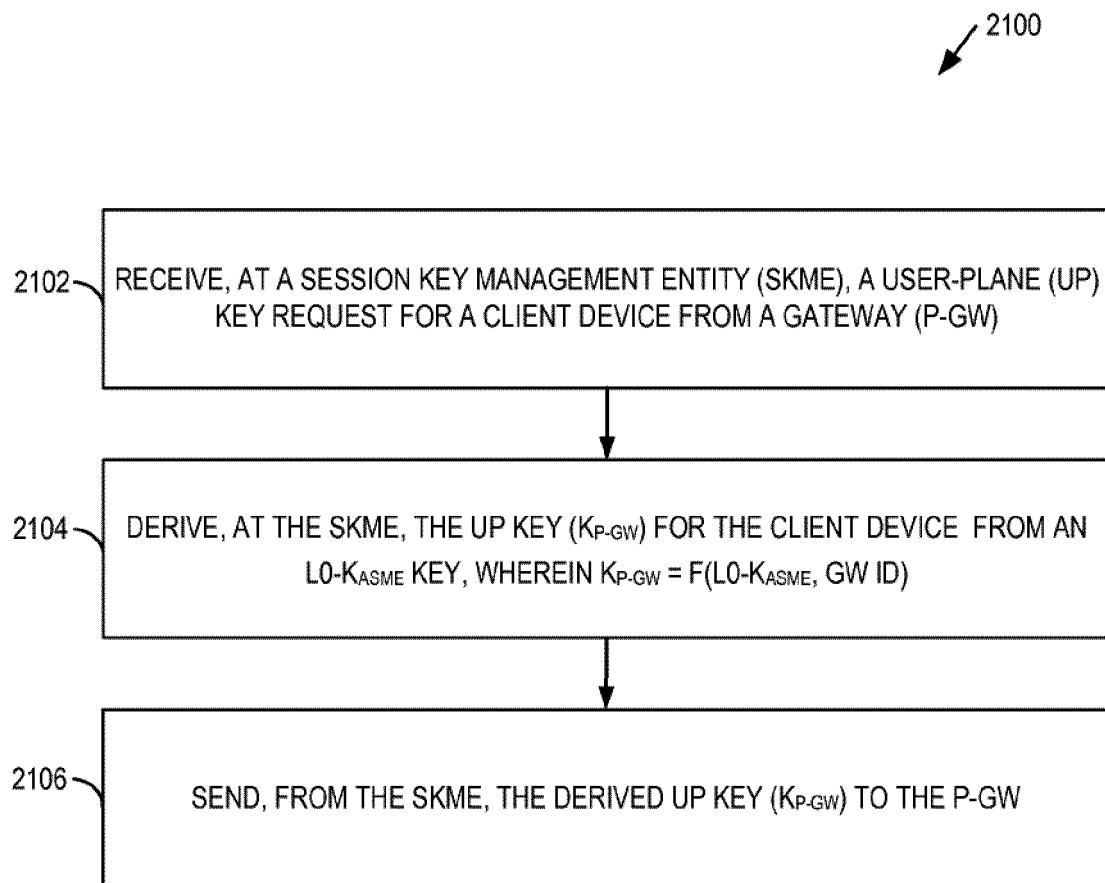 2100
2102
RECEIVE, AT A SESSION KEY MANAGEMENT ENTITY (SKME), A USER-PLANE (UP)
KEY REQUEST FOR A CLIENT DEVICE FROM A GATEWAY (P-GW)
2104
DERIVE, AT THE SKME, THE UP KEY (KP-GW) FOR THE CLIENT DEVICE FROM AN
L0-KASME KEY, WHEREIN KP-GW = F(L0-KASME, GW ID)
2106
SEND, FROM THE SKME, THE DERIVED UP KEY (KP-GW) TO THE P-GW